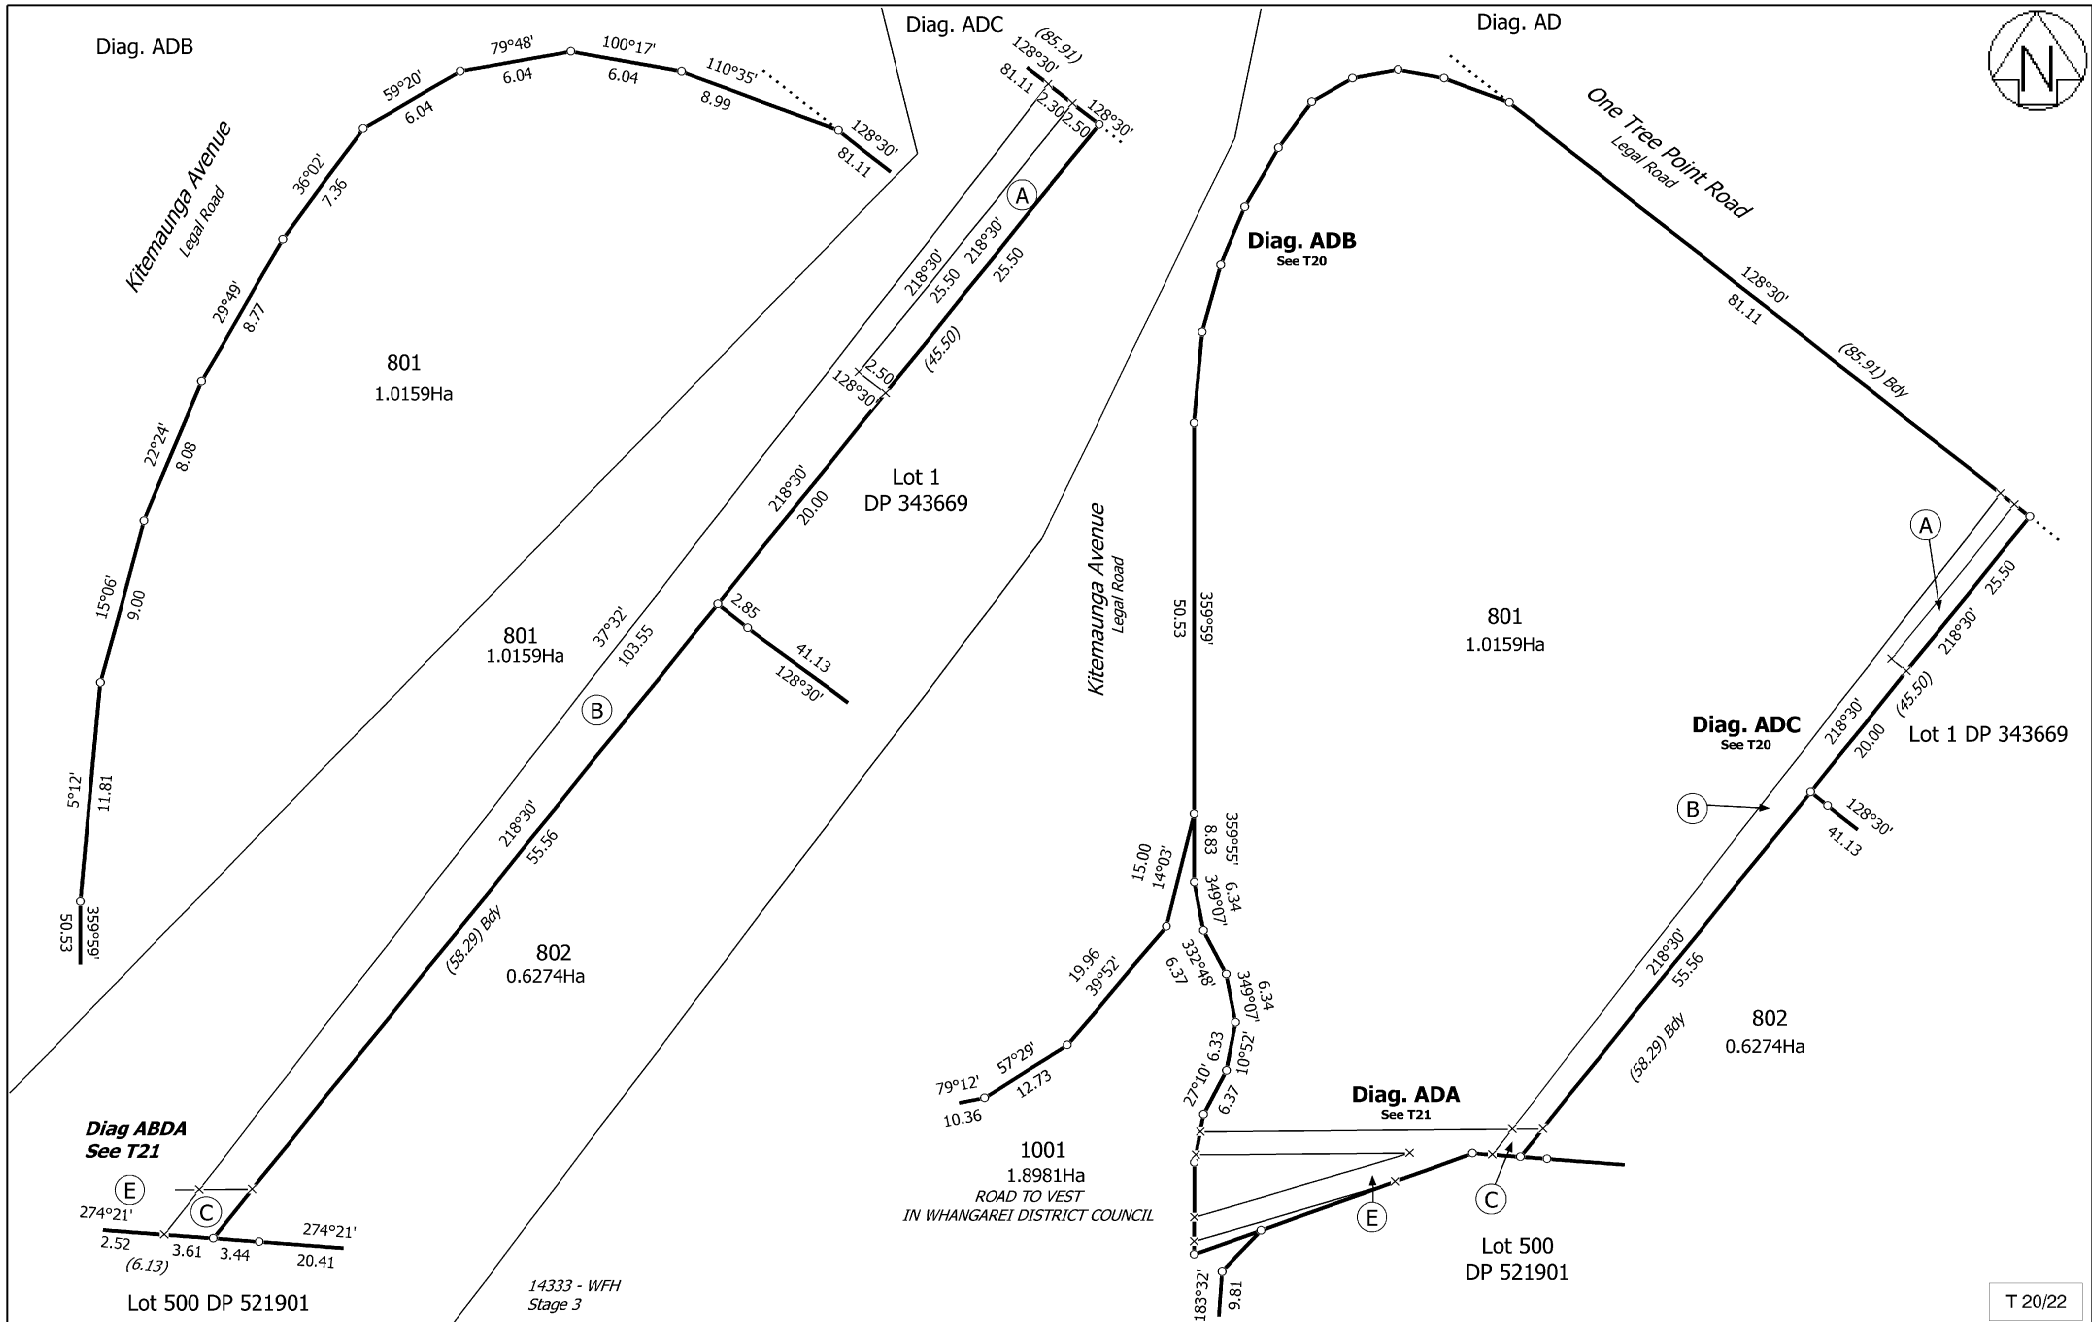 Diag. ADB
79°48'
6.04
100°17'
6.04
110°35'
8.99
59°20'
6.04
128°30'
81.11
36°02'
7.36
Kitemaunga Avenue
Legal Road
29°49'
8.77
801
1.0159Ha
22°24'
8.08
15°06'
9.00
5°12'
11.81
359°59'
50.53
Diag. ADC
(85.91)
128°30'
81.11
2.30
2.50
128°30'
A
218°30'
218°30'
25.50
25.50
(45.50)
2.50
128°30'
Lot 1
DP 343669
218°30'
20.00
2.85
41.13
128°30'
37°32'
103.55
801
1.0159Ha
B
218°30'
55.56
(58.29) Bdy
802
0.6274Ha
Diag ABDA
See T21
E
C
274°21'
2.52
(6.13)
3.61
3.44
274°21'
20.41
Lot 500 DP 521901
14333 - WFH
Stage 3
Diag. AD
N
One Tree Point Road
Legal Road
Diag. ADB
See T20
128°30'
81.11
(85.91) Bdy
A
25.50
218°30'
(45.50)
Kitemaunga Avenue
Legal Road
359°59'
50.53
801
1.0159Ha
Diag. ADC
See T20
218°30'
20.00
Lot 1 DP 343669
B
128°30'
41.13
359°55'
8.83
15.00
14°03'
6.34
349°07'
332°48'
6.37
6.34
349°07'
19.96
39°52'
218°30'
55.56
(58.29) Bdy
802
0.6274Ha
6.33
10°52'
57°29'
12.73
27°10'
6.37
79°12'
10.36
Diag. ADA
See T21
1001
1.8981Ha
ROAD TO VEST
IN WHANGAREI DISTRICT COUNCIL
E
C
Lot 500
DP 521901
183°32'
9.81
T 20/22